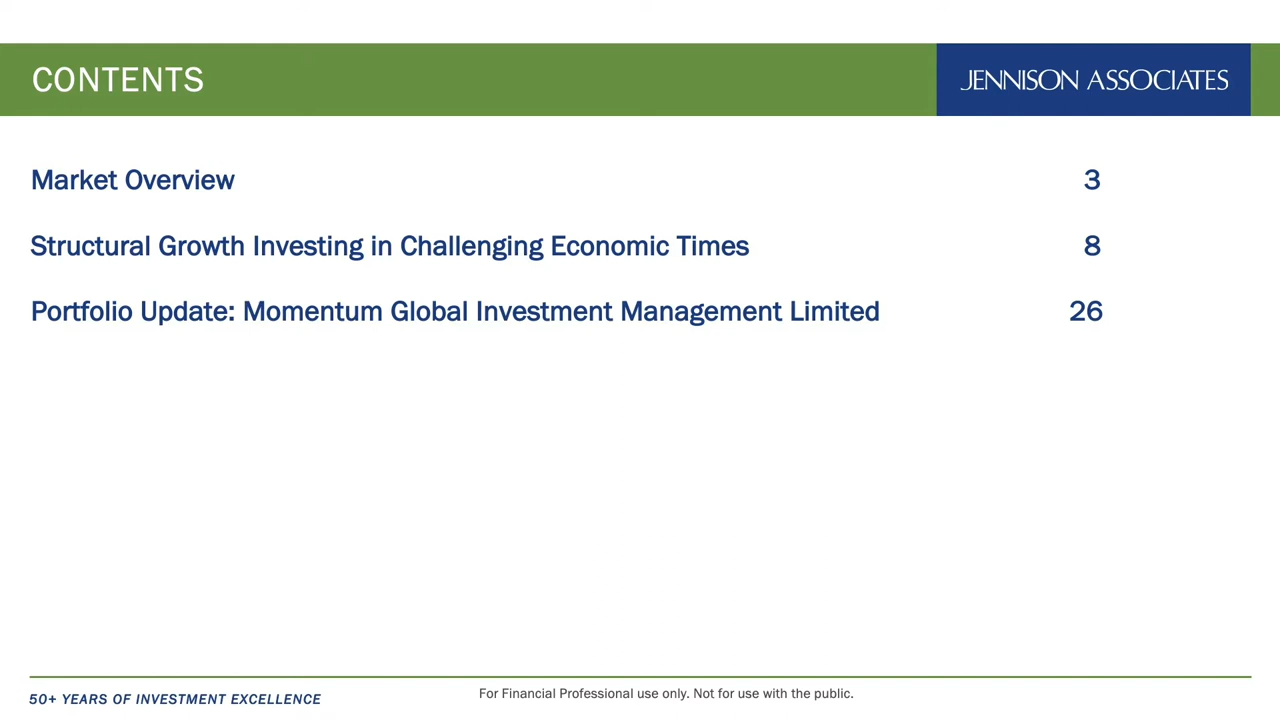 CONTENTS
JENNISON ASSOCIATES
Market Overview 3
Structural Growth Investing in Challenging Economic Times 8
Portfolio Update: Momentum Global Investment Management Limited 26
50+ YEARS OF INVESTMENT EXCELLENCE
For Financial Professional use only. Not for use with the public.